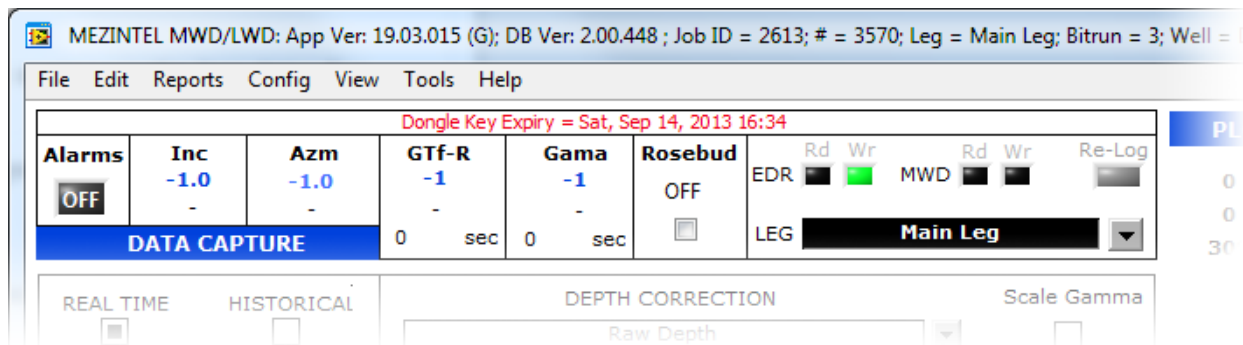 MEZINTEL MWD/LWD: App Ver: 19.03.015 (G); DB Ver: 2.00.448 ; Job ID = 2613; # = 3570; Leg = Main Leg; Bitrun = 3; Well =
File Edit Reports Config View Tools Help
Dongle Key Expiry = Sat, Sep 14, 2013 16:34
PL
Alarms Inc Azm GTf-R Gama Rosebud Rd Wr Rd Wr Re-Log
-1.0 -1.0 -1 -1 EDR MWD
OFF - - - - OFF 0
0 sec 0 sec LEG Main Leg 0
DATA CAPTURE 30
REAL TIME HISTORICAL DEPTH CORRECTION Scale Gamma
Raw Depth